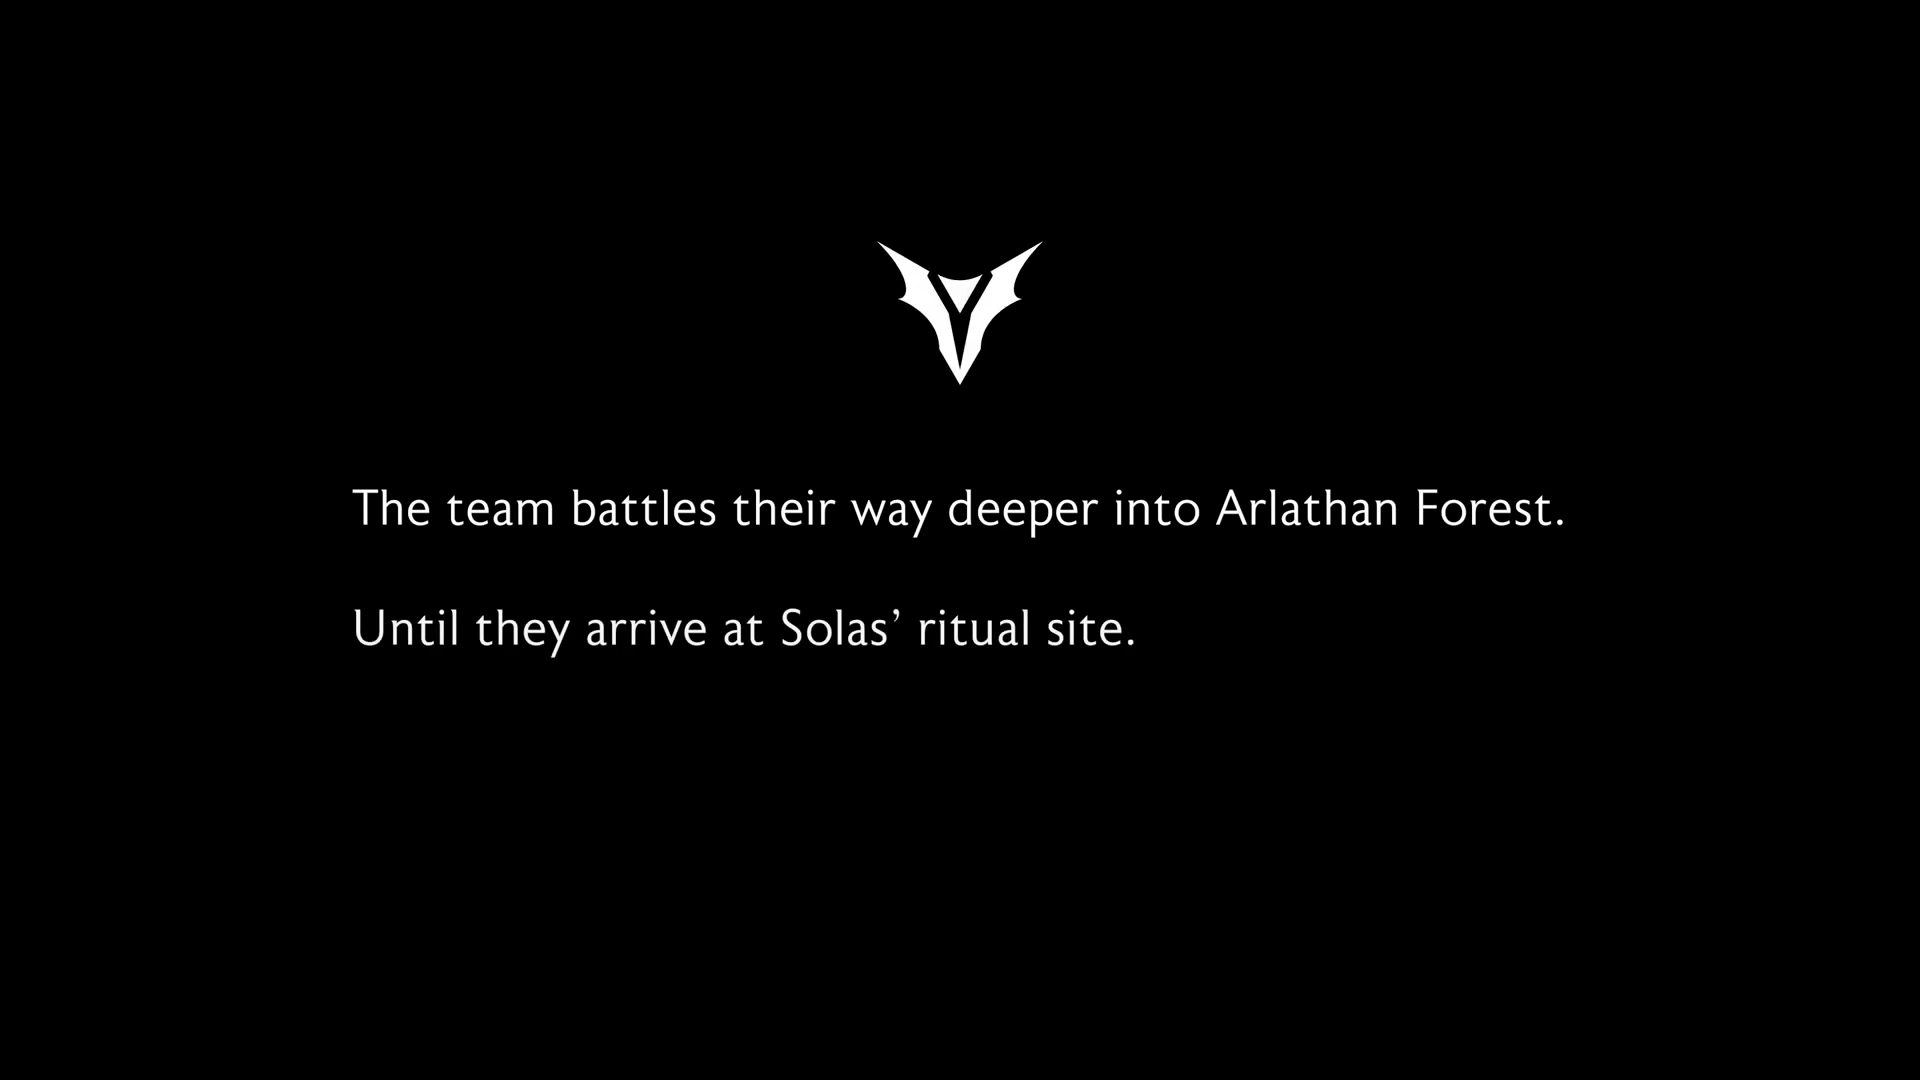 The team battles their way deeper into Arlathan Forest.
Until they arrive at Solas’ ritual site.